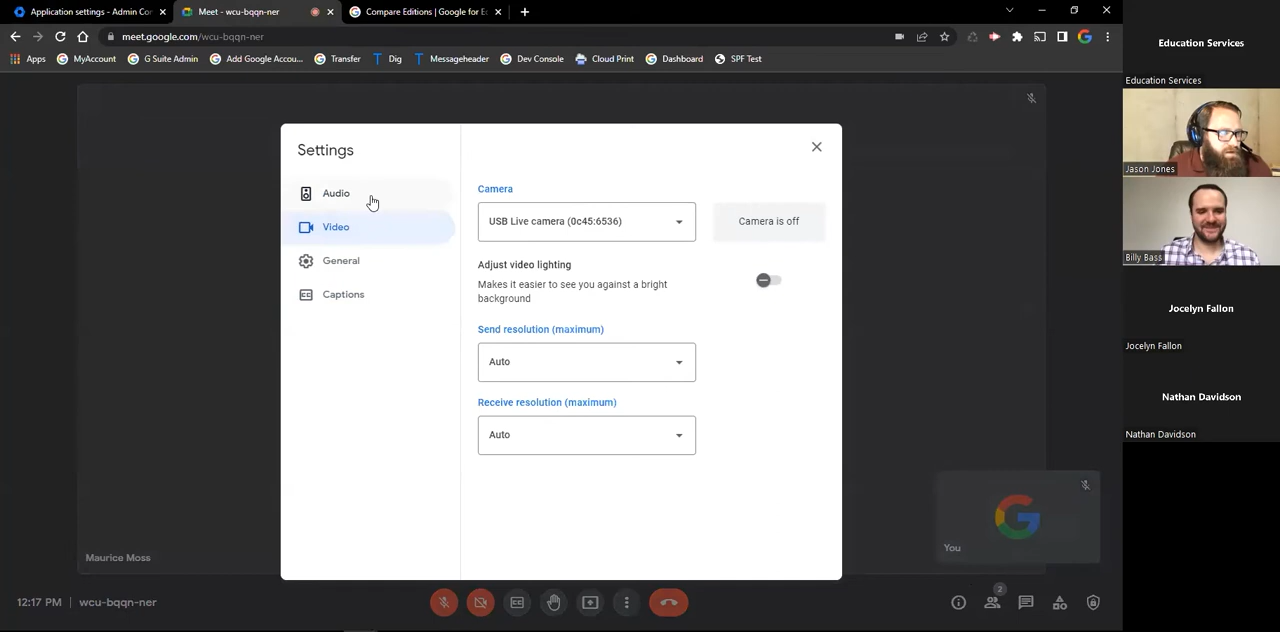 Application settings - Admin Co
Meet - wcu-bqqn-ner
Compare Editions | Google for E
meet.google.com/wcu-bqqn-ner
Apps
MyAccount
G Suite Admin
Add Google Accou...
Transfer
Dig
Messageheader
Dev Console
Cloud Print
Dashboard
SPF Test
Settings
Audio
Video
General
Captions
Camera
USB Live camera (0c45:6536)
Camera is off
Adjust video lighting
Makes it easier to see you against a bright
background
Send resolution (maximum)
Auto
Receive resolution (maximum)
Auto
Maurice Moss
You
12:17 PM | wcu-bqqn-ner
2
Education Services
Education Services
Jason Jones
Billy Bass
Jocelyn Fallon
Jocelyn Fallon
Nathan Davidson
Nathan Davidson